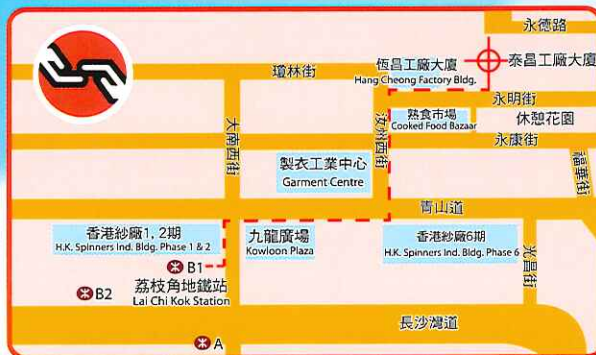 永德路
恆昌工廠大廈
Hang Cheong Factory Bldg.
泰昌工廠大廈
瓊林街
永明街
熟食市場
Cooked Food Bazaar
休憩花園
大南西街
汝州西街
永康街
福華街
製衣工業中心
Garment Centre
青山道
香港紗廠1, 2期
H.K. Spinners Ind. Bldg. Phase 1 & 2
九龍廣場
Kowloon Plaza
香港紗廠6期
H.K. Spinners Ind. Bldg. Phase 6
光昌街
B1
荔枝角地鐵站
Lai Chi Kok Station
B2
長沙灣道
A